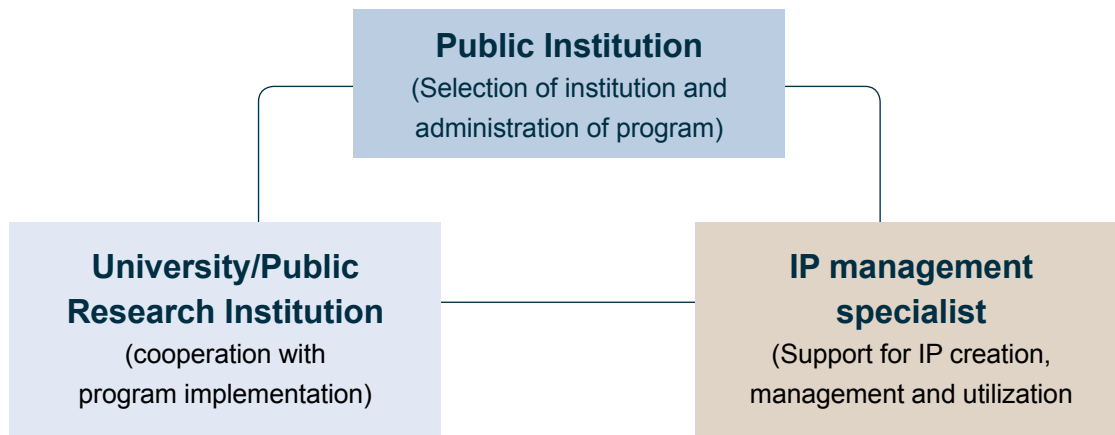 Public Institution
(Selection of institution and
administration of program)
University/Public
Research Institution
(cooperation with
program implementation)
IP management
specialist
(Support for IP creation,
management and utilization